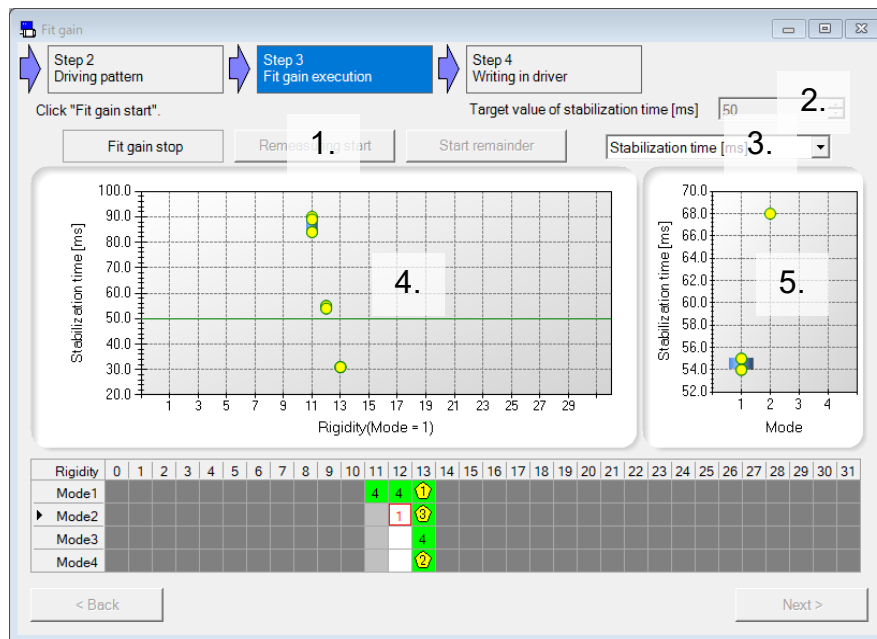 Fit gain
Step 2
Driving pattern
Step 3
Fit gain execution
Step 4
Writing in driver
Click "Fit gain start".
Target value of stabilization time [ms]
50
2.
Fit gain stop
Remeasuring start
1.
Start remainder
Stabilization time [ms]
3.
Stabilization time [ms]
100.0
90.0
80.0
70.0
60.0
50.0
40.0
30.0
20.0
4.
1 3 5 7 9 11 13 15 17 19 21 23 25 27 29
Rigidity(Mode = 1)
Stabilization time [ms]
70.0
68.0
66.0
64.0
62.0
60.0
58.0
56.0
54.0
52.0
5.
1 2 3 4
Mode
Rigidity 0 1 2 3 4 5 6 7 8 9 10 11 12 13 14 15 16 17 18 19 20 21 22 23 24 25 26 27 28 29 30 31
Mode1 4 4 1
Mode2 1 3
Mode3 4
Mode4 2
< Back
Next >